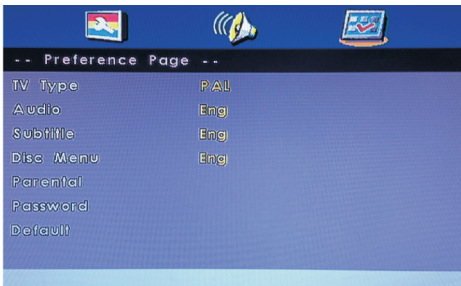 -- Preference Page --
TV Type PAL
Audio Eng
Subtitle Eng
Disc Menu Eng
Parental
Password
Default